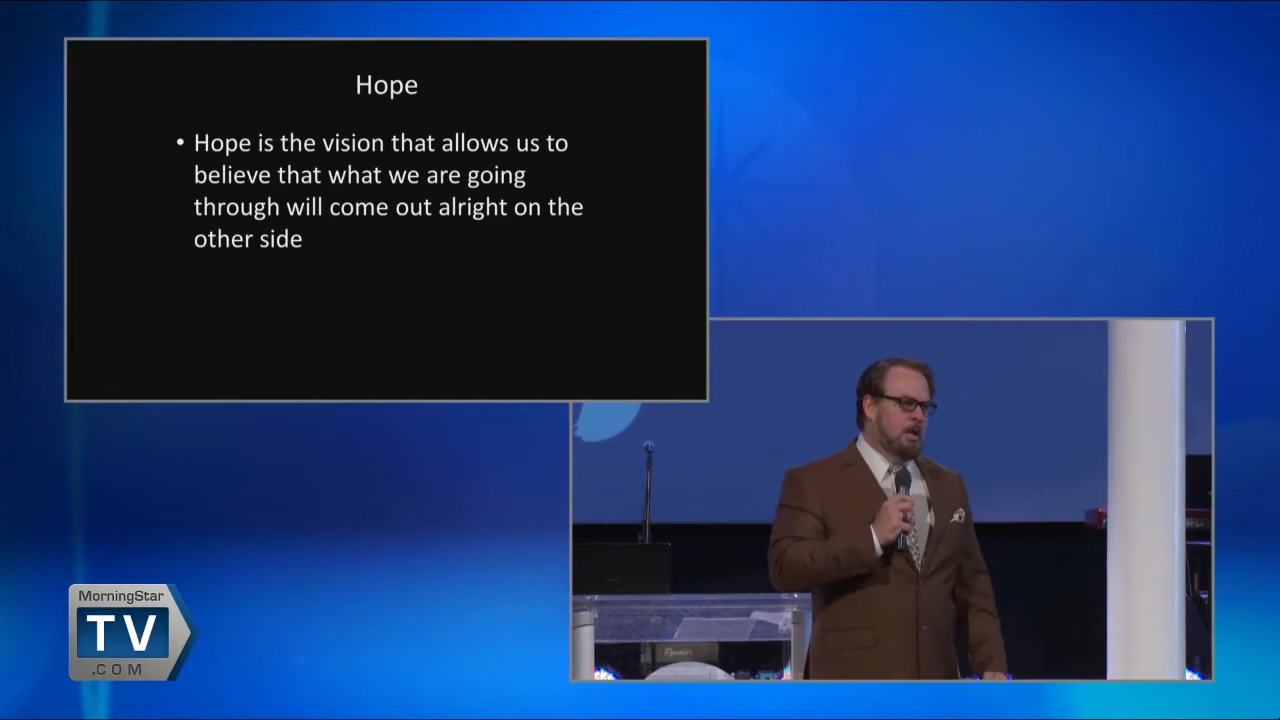 Hope
• Hope is the vision that allows us to
believe that what we are going
through will come out alright on the
other side
MorningStar
TV
.COM